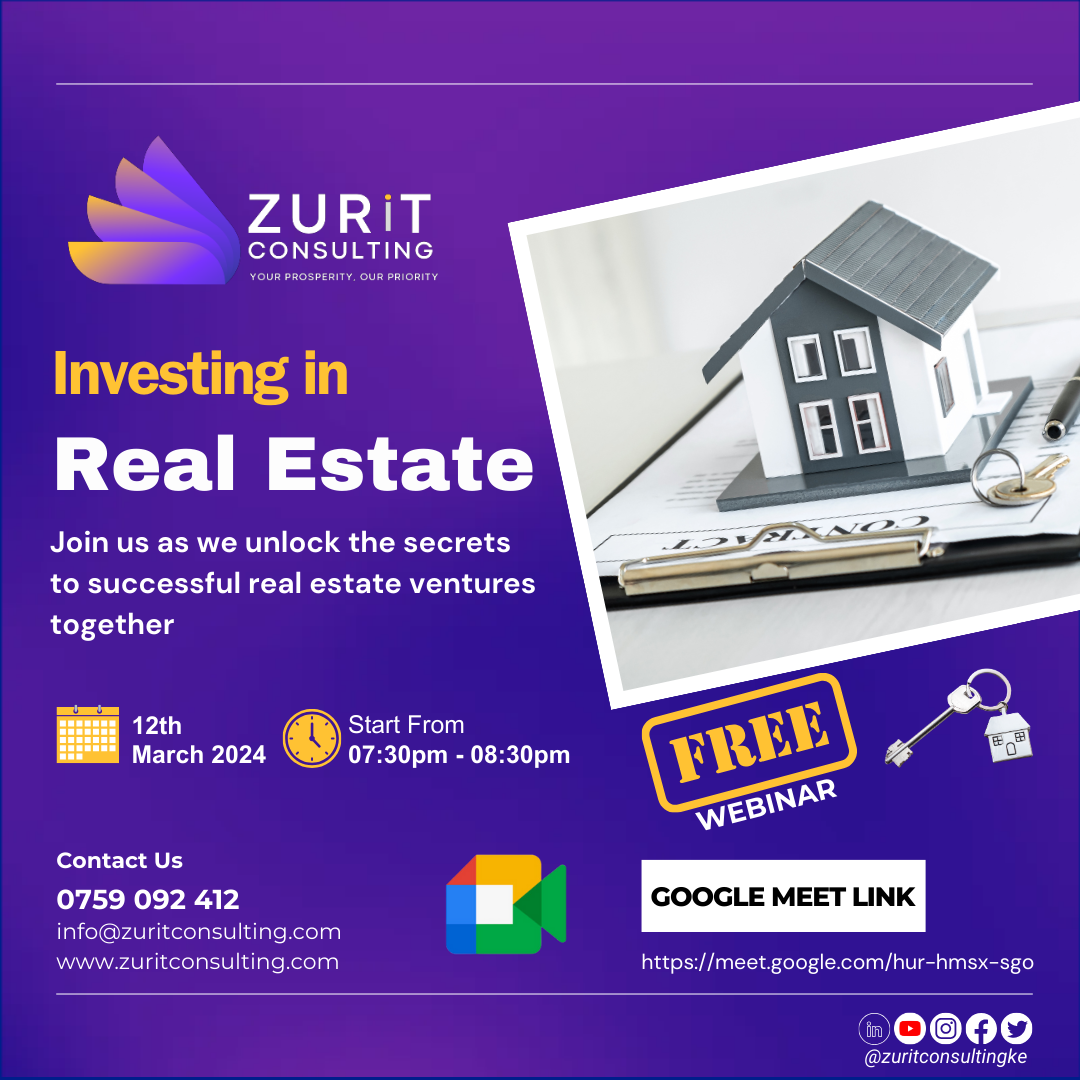 ZURiT
CONSULTING
YOUR PROSPERITY, OUR PRIORITY
Investing in
Real Estate
Join us as we unlock the secrets
to successful real estate ventures
together
CONTRACT
12th
March 2024
Start From
07:30pm - 08:30pm
FREE
WEBINAR
Contact Us
0759 092 412
info@zuritconsulting.com
www.zuritconsulting.com
GOOGLE MEET LINK
https://meet.google.com/hur-hmsx-sgo
in
@zuritconsultingke